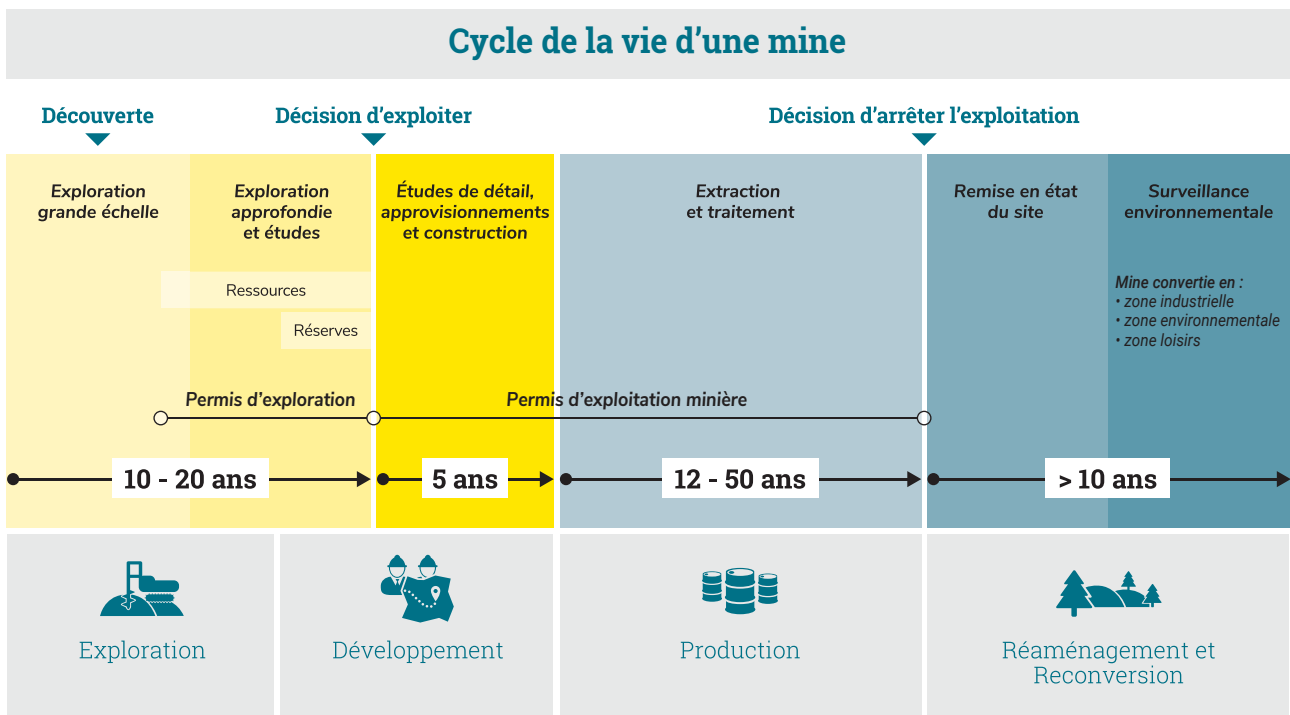 Cycle de la vie d’une mine
Découverte
Décision d’exploiter
Décision d’arrêter l’exploitation
Exploration
grande échelle
Exploration
approfondie
et études
Études de détail,
approvisionnements
et construction
Extraction
et traitement
Remise en état
du site
Surveillance
environnementale
Ressources
Réserves
Mine convertie en :
• zone industrielle
• zone environnementale
• zone loisirs
Permis d’exploration
Permis d’exploitation minière
10 - 20 ans
5 ans
12 - 50 ans
> 10 ans
Exploration
Développement
Production
Réaménagement et
Reconversion